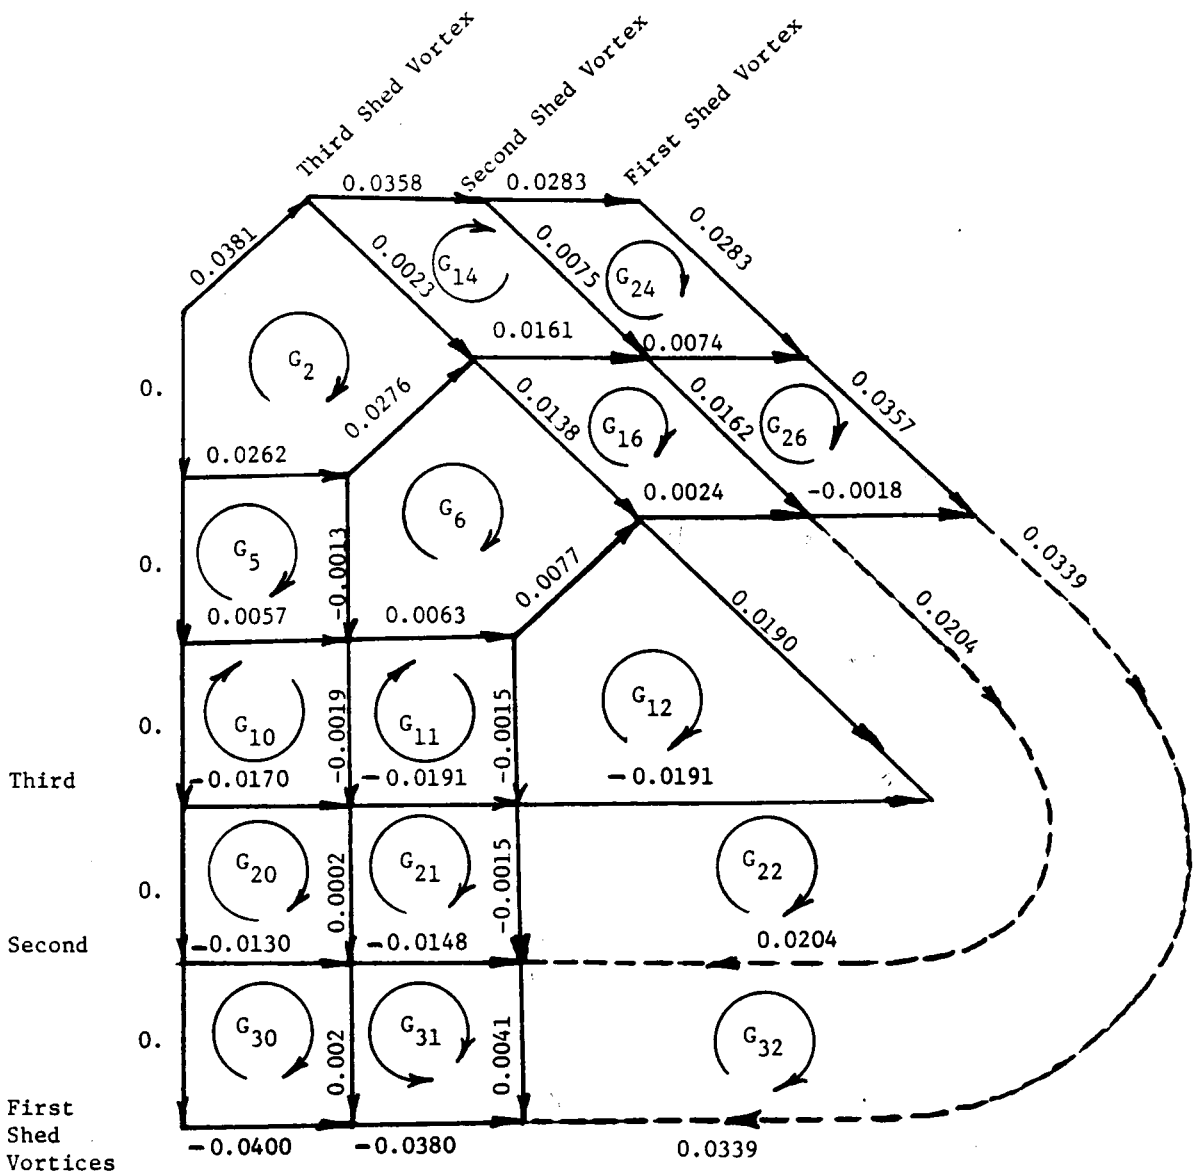 Third Shed Vortex
Second Shed Vortex
First Shed Vortex
0.0358
0.0283
0.0381
0.0023
G14
0.0075
G24
0.0283
0.0161
0.0074
G2
0.
0.0276
0.0138
G16
0.0162
G26
0.0357
0.0262
0.0024
-0.0018
G6
G5
0.
-0.0013
0.0077
0.0339
0.0057
0.0063
0.0190
0.0204
0.
G10
-0.0019
G11
-0.0015
G12
Third
-0.0170
-0.0191
-0.0191
0.
G20
0.0002
G21
-0.0015
G22
Second
-0.0130
-0.0148
0.0204
0.
G30
0.002
G31
0.0041
G32
First
Shed
Vortices
-0.0400
-0.0380
0.0339